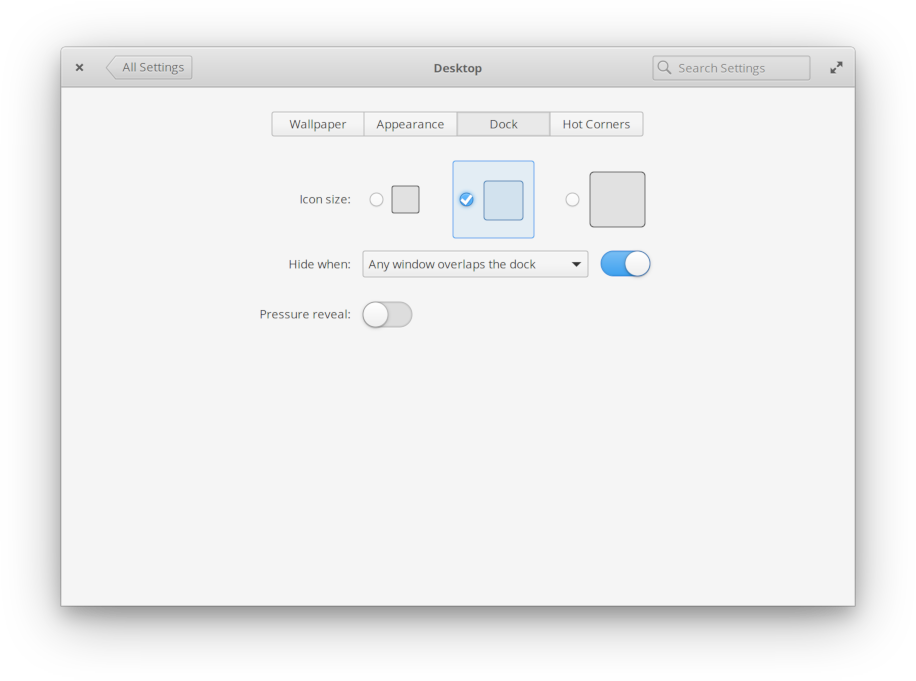 All Settings
Desktop
Search Settings
Wallpaper
Appearance
Dock
Hot Corners
Icon size:
Hide when:
Any window overlaps the dock
Pressure reveal: